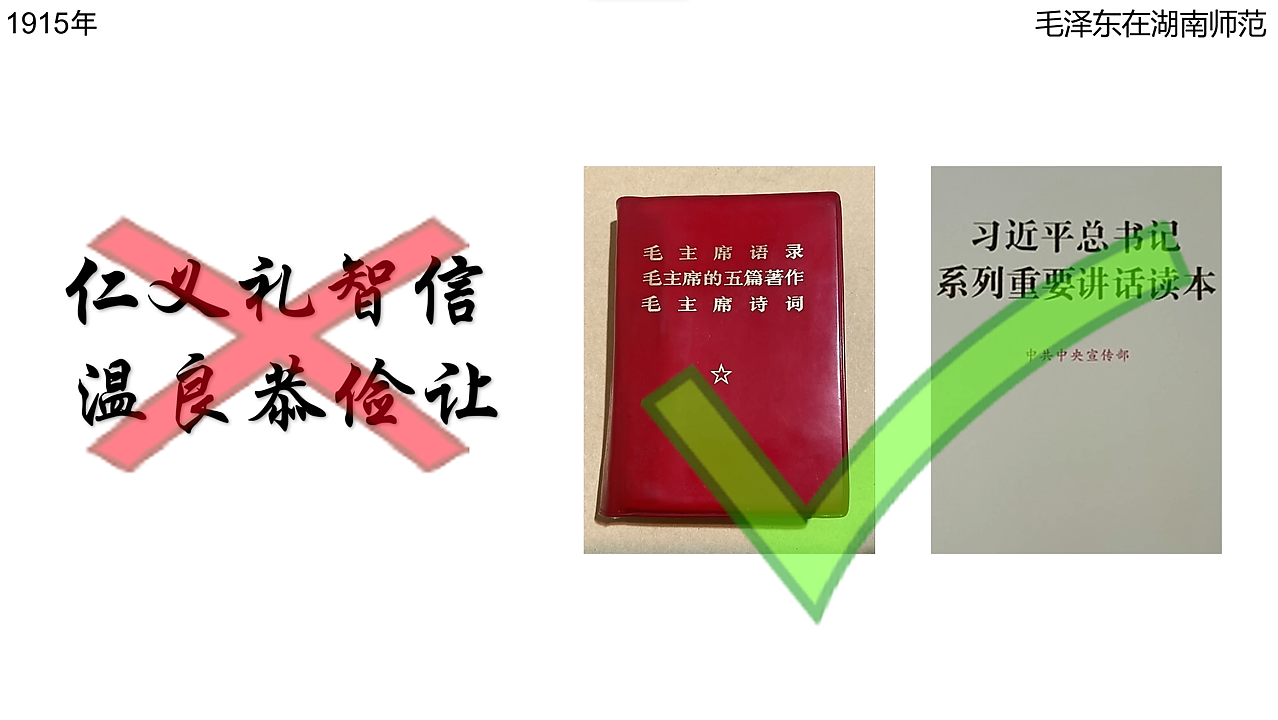 1915年
毛泽东在湖南师范
仁义礼智信
温良恭俭让
毛主席语录
毛主席的五篇著作
毛主席诗词
习近平总书记
系列重要讲话读本
中共中央宣传部